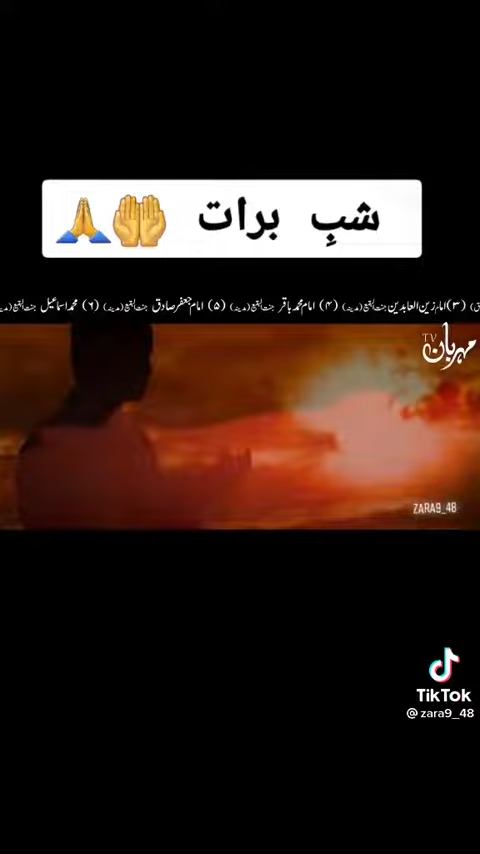 شبِ برات 🤲🙏
(۳) امام زین العابدین جنت البقیع (مدینہ) (۴) امام محمد باقر جنت البقیع (مدینہ) (۵) امام جعفر صادق جنت البقیع (مدینہ) (۶) محمد اسماعیل جنت البقیع (مدینہ)
مہربان TV
ZARA9_48
TikTok
@zara9_48